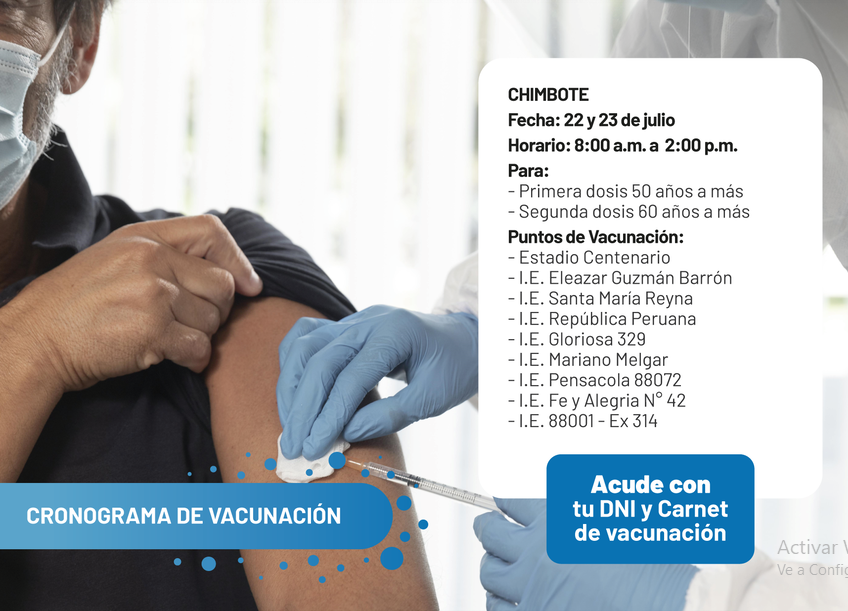 CHIMBOTE
Fecha: 22 y 23 de julio
Horario: 8:00 a.m. a 2:00 p.m.
Para:
- Primera dosis 50 años a más
- Segunda dosis 60 años a más
Puntos de Vacunación:
- Estadio Centenario
- I.E. Eleazar Guzmán Barrón
- I.E. Santa María Reyna
- I.E. República Peruana
- I.E. Gloriosa 329
- I.E. Mariano Melgar
- I.E. Pensacola 88072
- I.E. Fe y Alegria N° 42
- I.E. 88001 - Ex 314
CRONOGRAMA DE VACUNACIÓN
Acude con
tu DNI y Carnet
de vacunación
Activar
Ve a